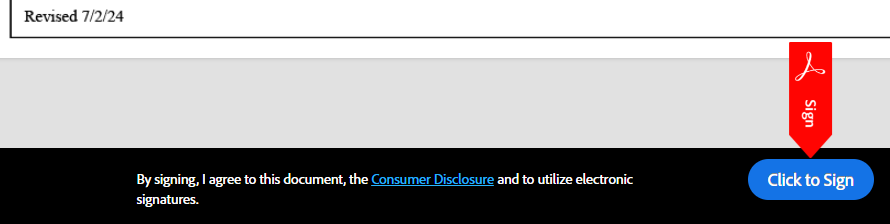 Revised 7/2/24
Sign
By signing, I agree to this document, the Consumer Disclosure and to utilize electronic
signatures.
Click to Sign